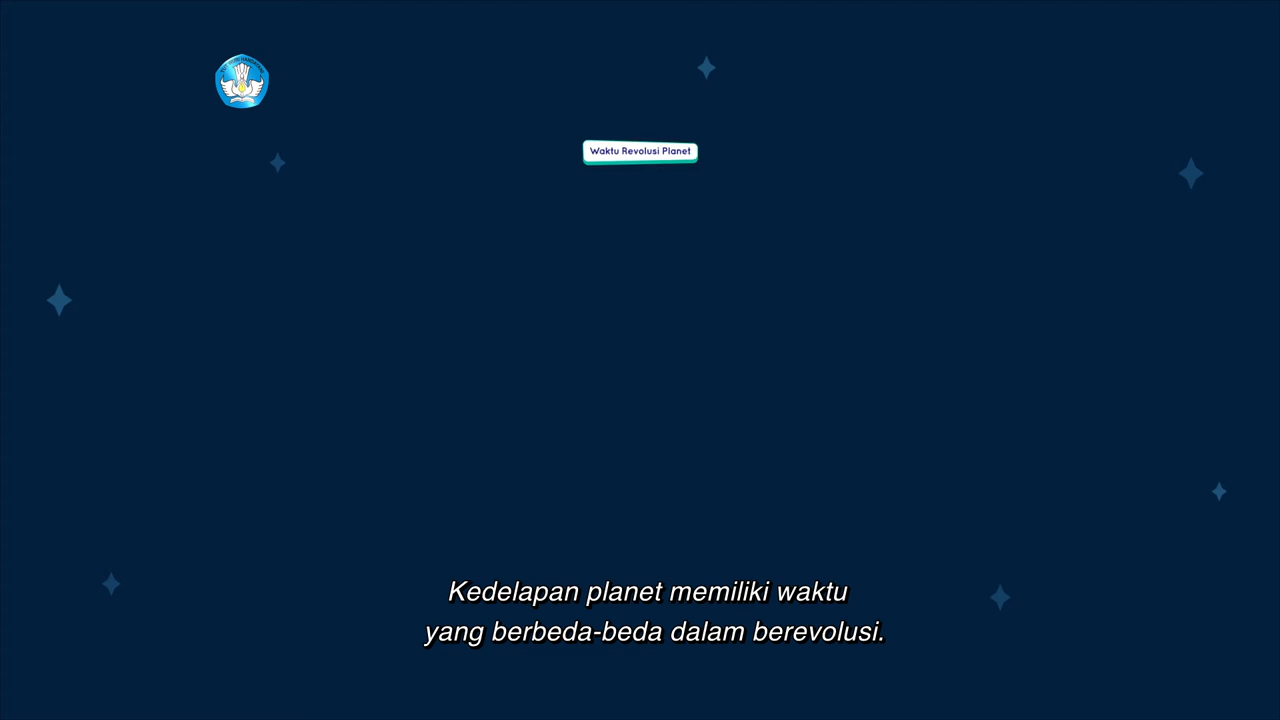 Waktu Revolusi Planet
Kedelapan planet memiliki waktu
yang berbeda-beda dalam berevolusi.